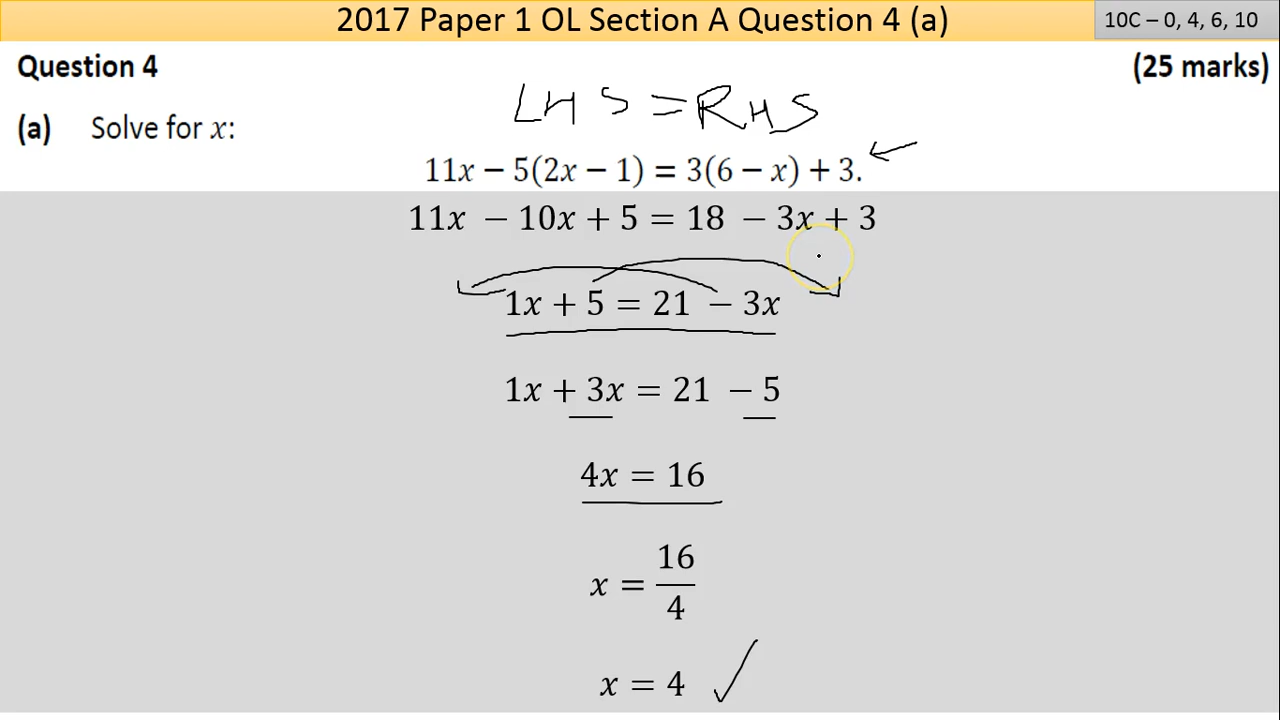 2017 Paper 1 OL Section A Question 4 (a)
10C – 0, 4, 6, 10
Question 4
(25 marks)
LHS = RHS
(a) Solve for x:
11x − 5(2x − 1) = 3(6 − x) + 3.
11x − 10x + 5 = 18 − 3x + 3
1x + 5 = 21 − 3x
1x + 3x = 21 − 5
4x = 16
x = 16/4
x = 4 ✓